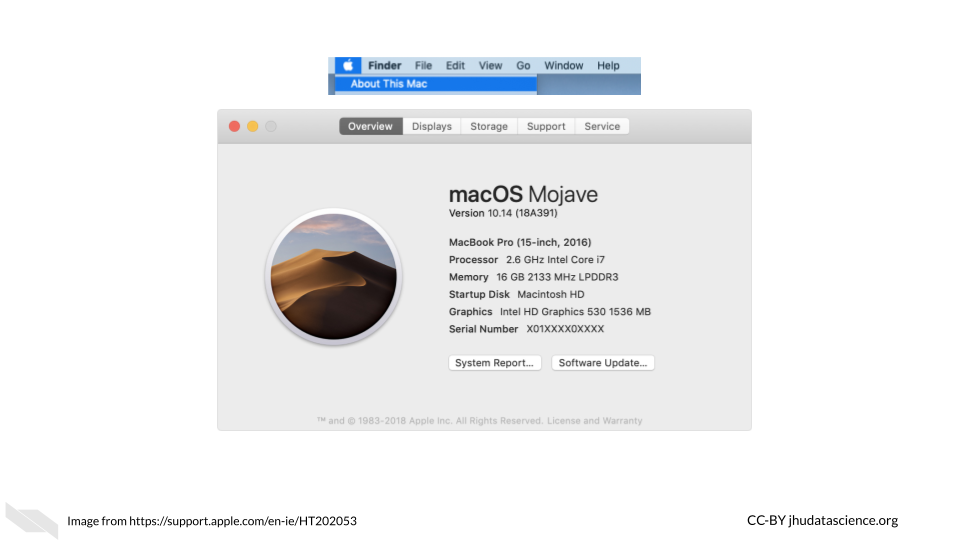 Finder File Edit View Go Window Help
About This Mac
Overview Displays Storage Support Service
macOS Mojave
Version 10.14 (18A391)
MacBook Pro (15-inch, 2016)
Processor 2.6 GHz Intel Core i7
Memory 16 GB 2133 MHz LPDDR3
Startup Disk Macintosh HD
Graphics Intel HD Graphics 530 1536 MB
Serial Number X01XXXX0XXXX
System Report... Software Update...
™ and © 1983-2018 Apple Inc. All Rights Reserved. License and Warranty
Image from https://support.apple.com/en-ie/HT202053
CC-BY jhudatascience.org